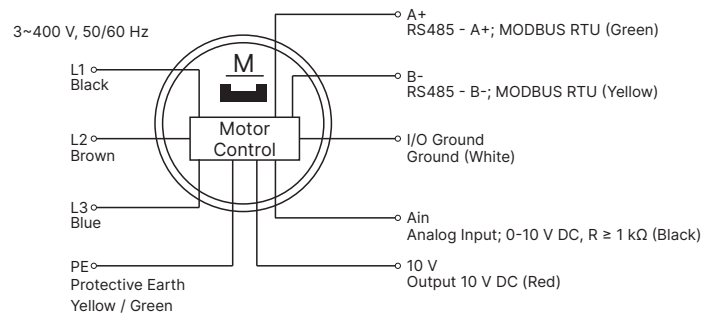 3~400 V, 50/60 Hz
L1
Black
L2
Brown
L3
Blue
PE
Protective Earth
Yellow / Green
M
Motor
Control
A+
RS485 - A+; MODBUS RTU (Green)
B-
RS485 - B-; MODBUS RTU (Yellow)
I/O Ground
Ground (White)
Ain
Analog Input; 0-10 V DC, R ≥ 1 kΩ (Black)
10 V
Output 10 V DC (Red)